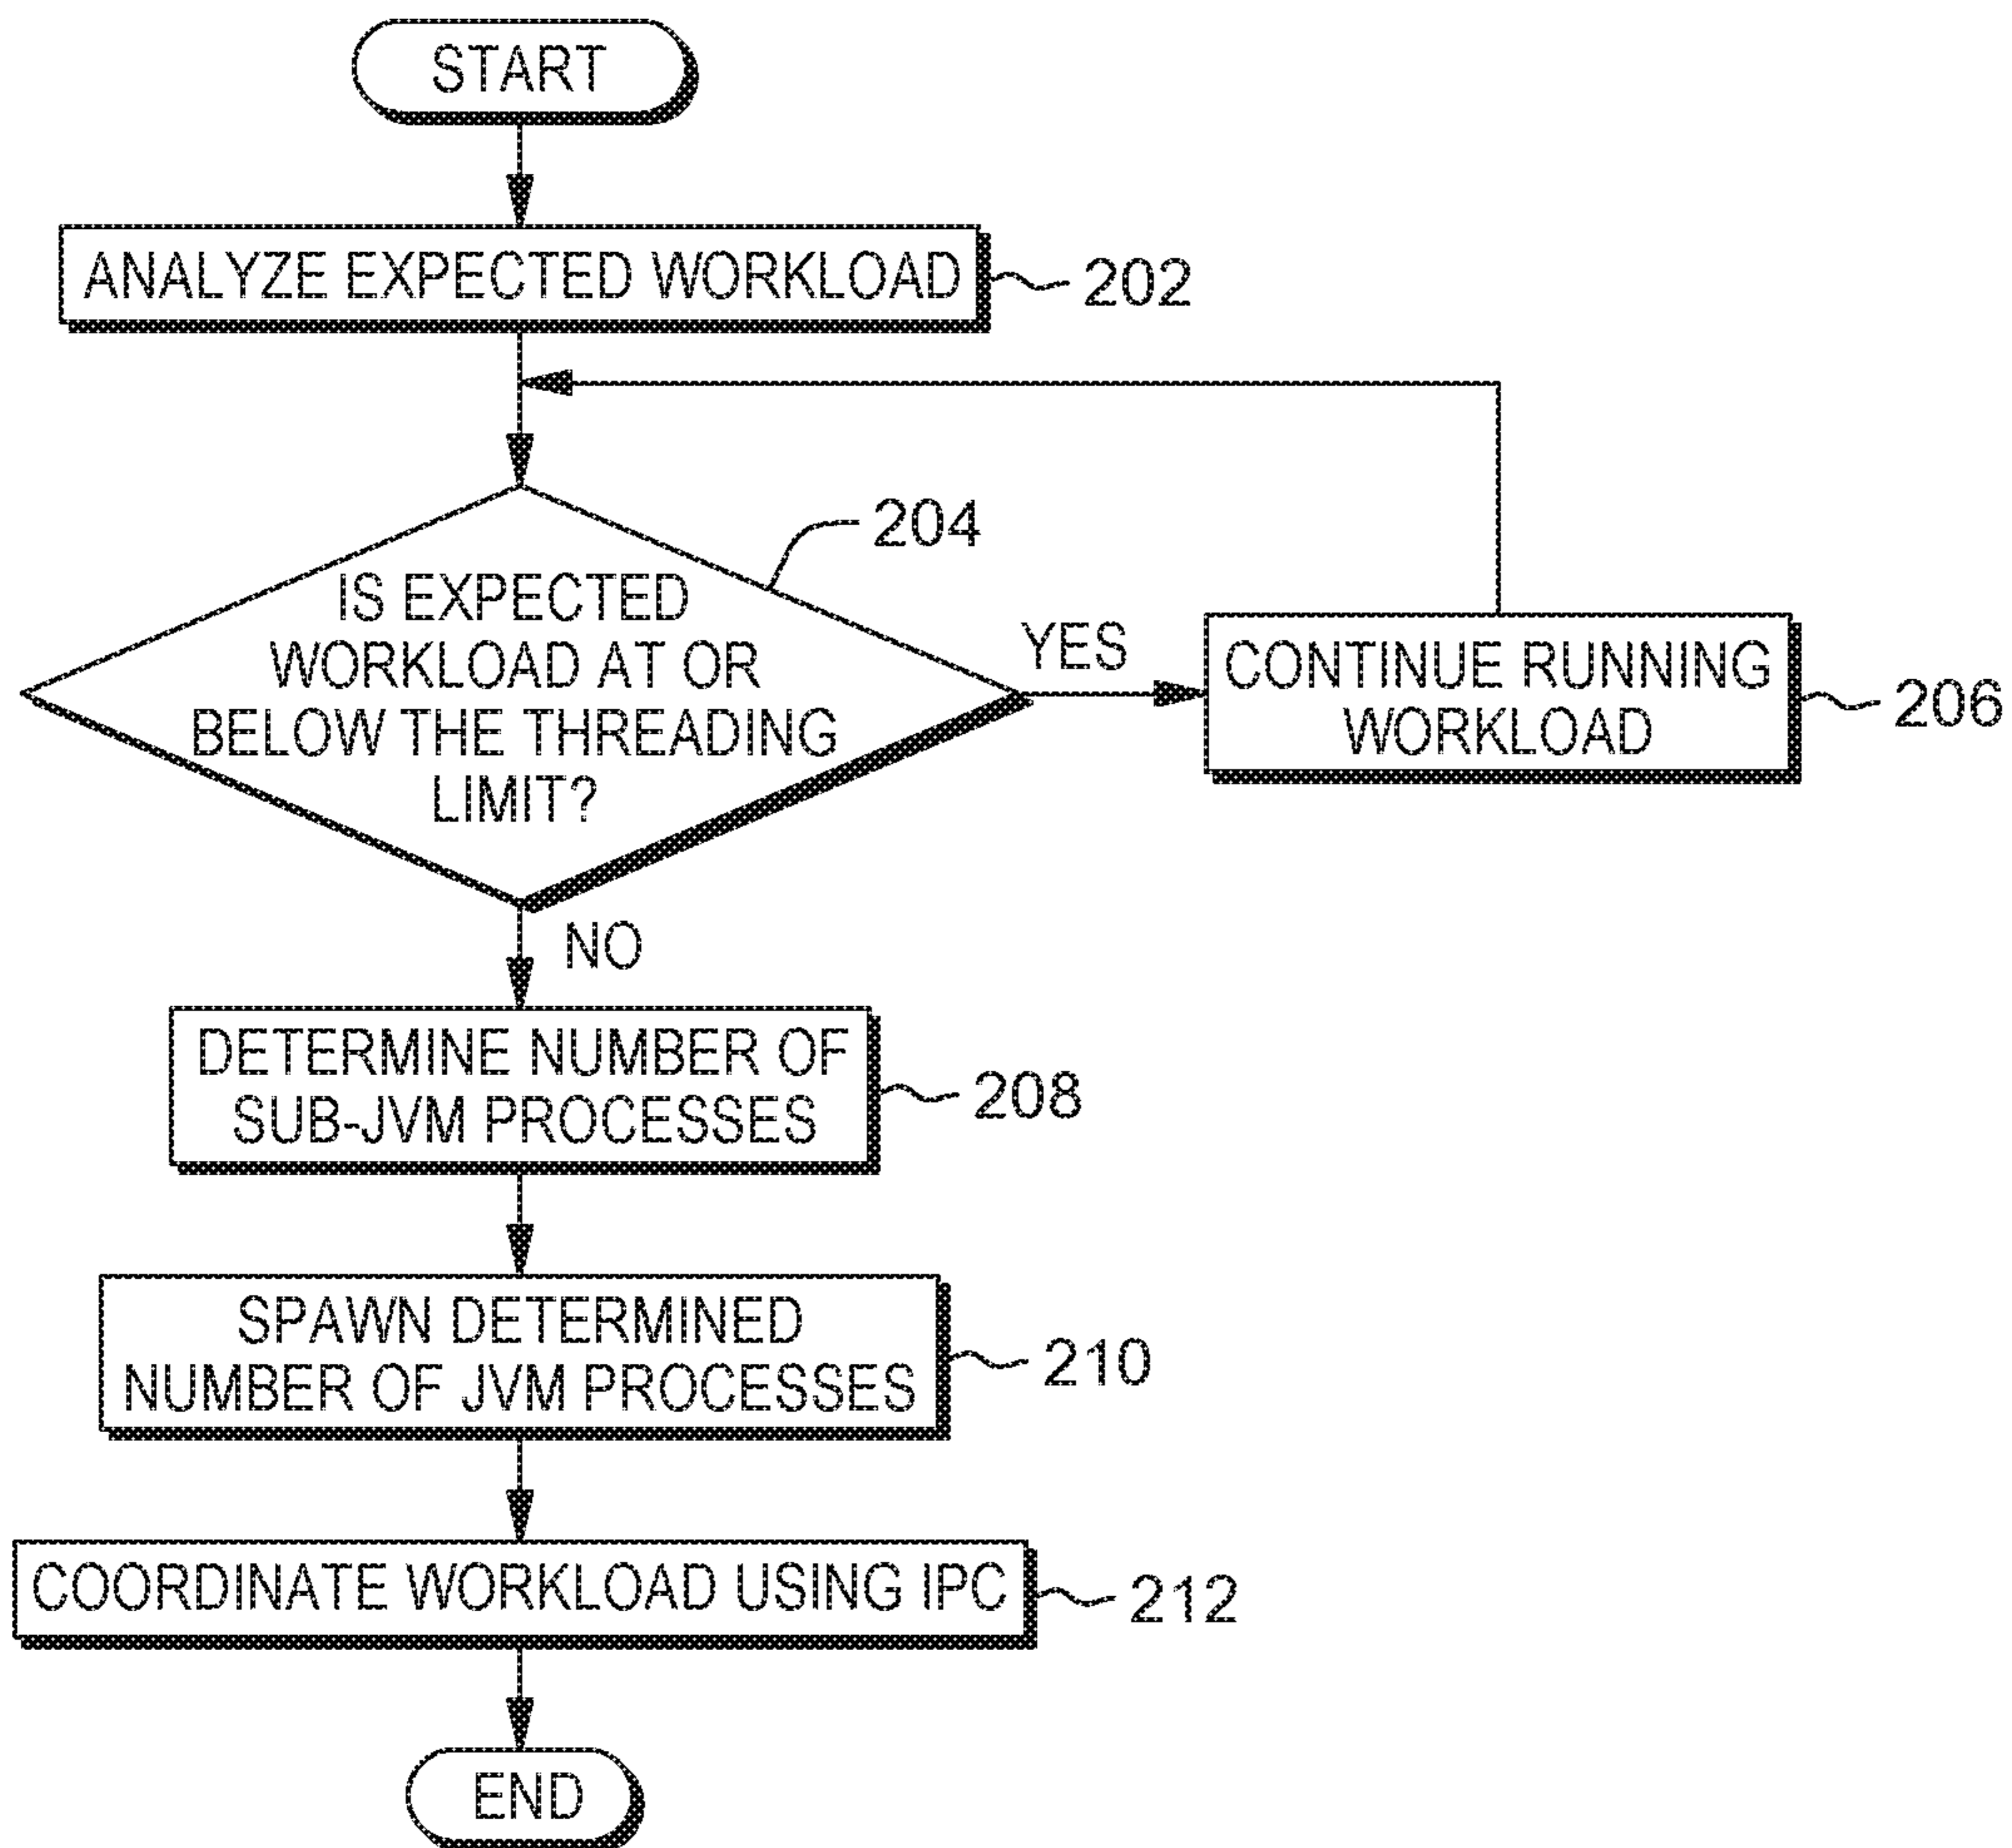 START
ANALYZE EXPECTED WORKLOAD
202
204
IS EXPECTED
WORKLOAD AT OR
BELOW THE THREADING
LIMIT?
YES
CONTINUE RUNNING
WORKLOAD
206
NO
DETERMINE NUMBER OF
SUB-JVM PROCESSES
208
SPAWN DETERMINED
NUMBER OF JVM PROCESSES
210
COORDINATE WORKLOAD USING IPC
212
END